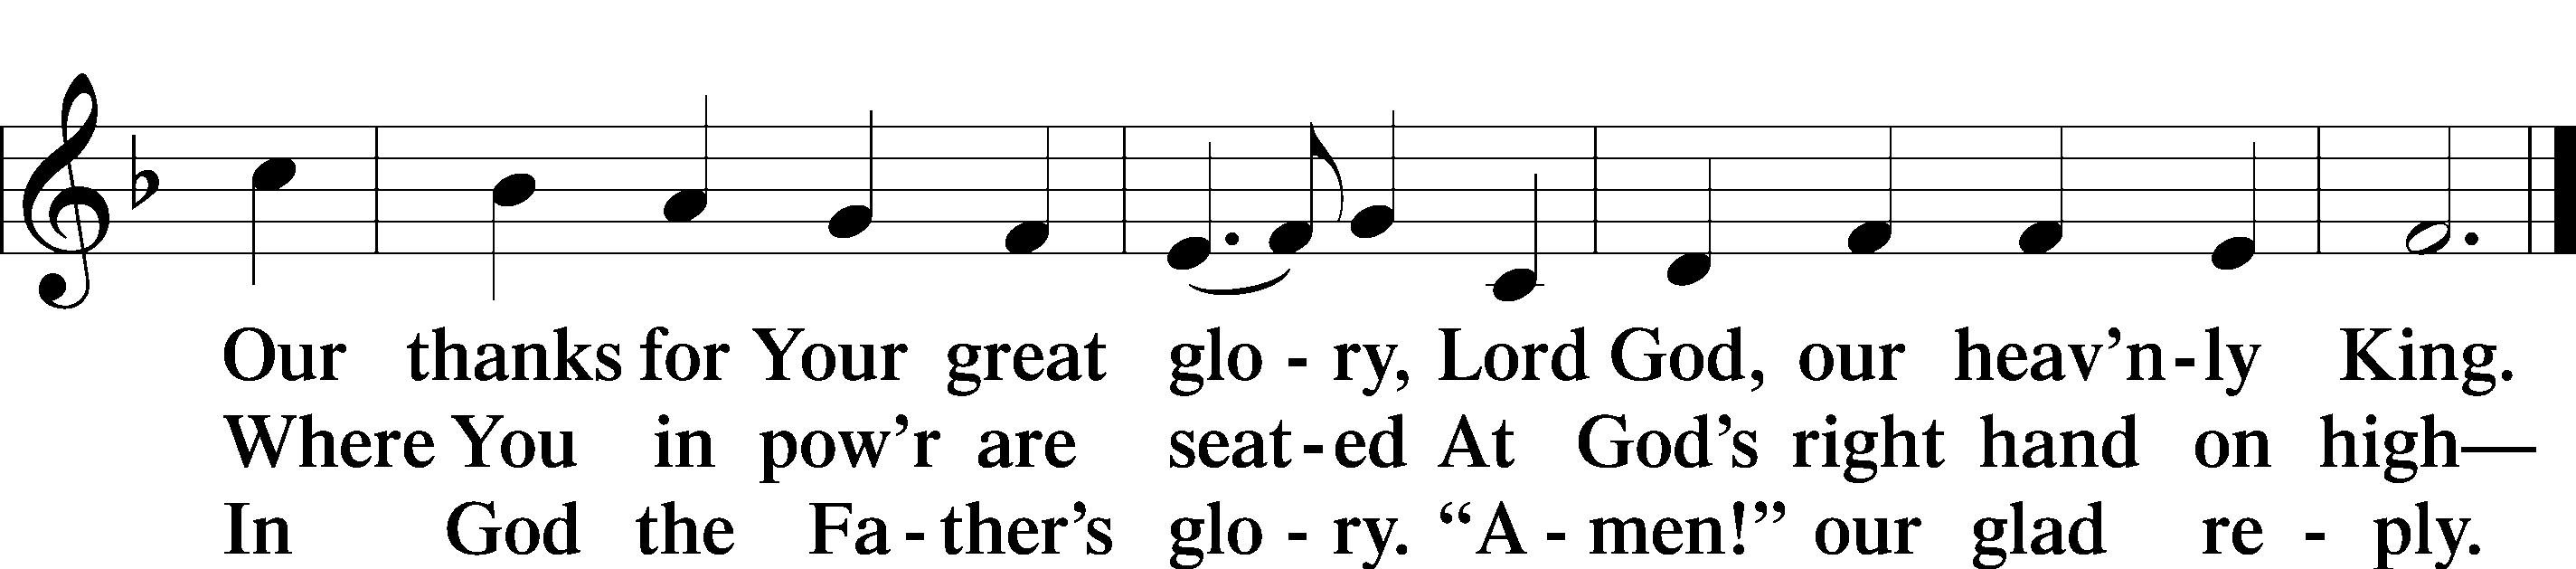 Our thanks for Your great glo - ry, Lord God, our heav’n - ly King.
Where You in pow’r are seat - ed At God’s right hand on high—
In God the Fa - ther’s glo - ry. “A - men!” our glad re - ply.